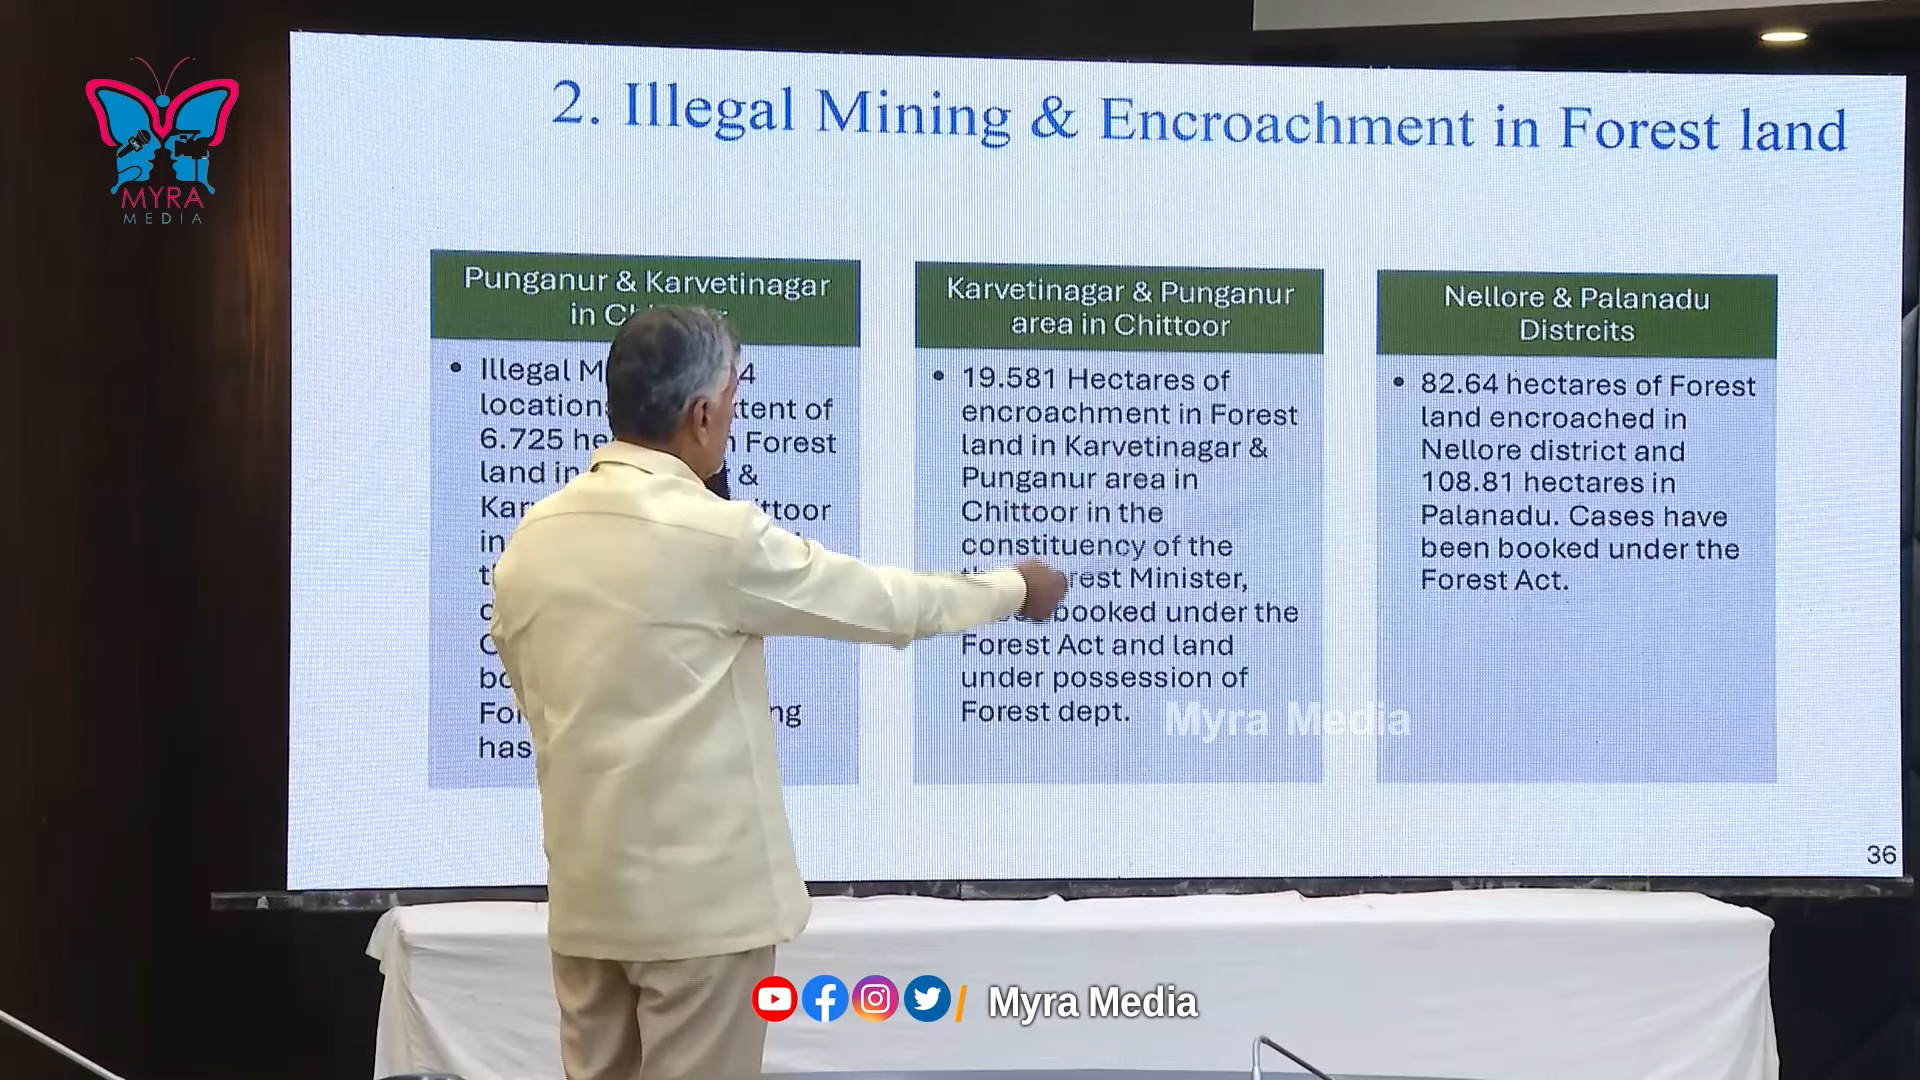 MYRA
MEDIA
2. Illegal Mining & Encroachment in Forest land
Punganur & Karvetinagar
in
• Illegal 4
locations of
6.725 Forest
land in &

in

Forest dept.
has
Karvetinagar & Punganur
area in Chittoor
• 19.581 Hectares of
encroachment in Forest
land in Karvetinagar &
Punganur area in
Chittoor in the
constituency of the
Minister,
booked under the
Forest Act and land
under possession of
Forest dept.
Nellore & Palanadu
Distrcits
• 82.64 hectares of Forest
land encroached in
Nellore district and
108.81 hectares in
Palanadu. Cases have
been booked under the
Forest Act.
Myra Media
36
/ Myra Media